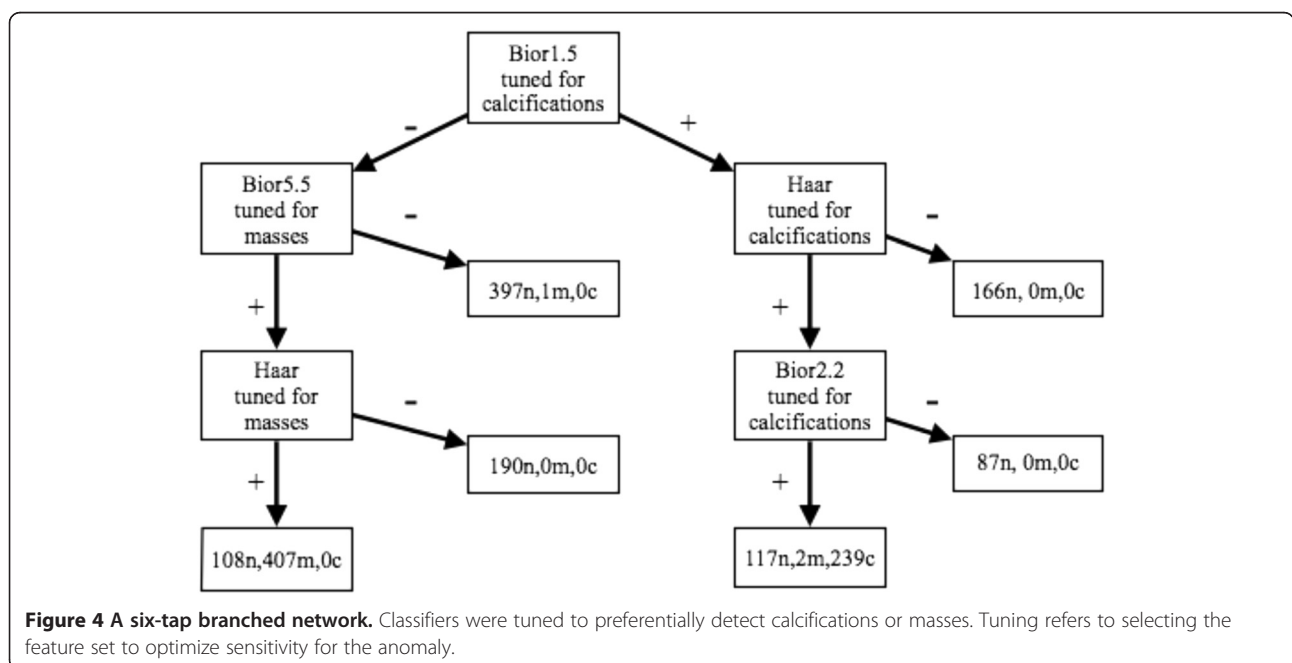 Bior1.5
tuned for
calcifications
-
+
Bior5.5
tuned for
masses
-
Haar
tuned for
calcifications
-
397n,1m,0c
166n, 0m,0c
+
+
Haar
tuned for
masses
-
Bior2.2
tuned for
calcifications
-
190n,0m,0c
87n, 0m,0c
+
+
108n,407m,0c
117n,2m,239c
Figure 4 A six-tap branched network. Classifiers were tuned to preferentially detect calcifications or masses. Tuning refers to selecting the
feature set to optimize sensitivity for the anomaly.